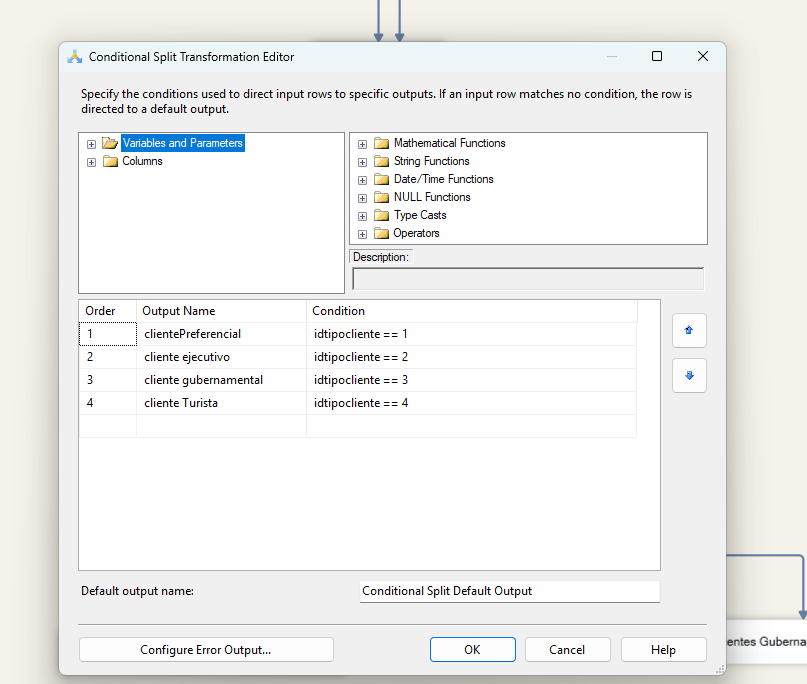 Conditional Split Transformation Editor
Specify the conditions used to direct input rows to specific outputs. If an input row matches no condition, the row is
directed to a default output.
Variables and Parameters
Columns
Mathematical Functions
String Functions
Date/Time Functions
NULL Functions
Type Casts
Operators
Description:
Order Output Name Condition
1 clientePreferencial idtipocliente == 1
2 cliente ejecutivo idtipocliente == 2
3 cliente gubernamental idtipocliente == 3
4 cliente Turista idtipocliente == 4
Default output name: Conditional Split Default Output
entes Guberna
Configure Error Output... OK Cancel Help